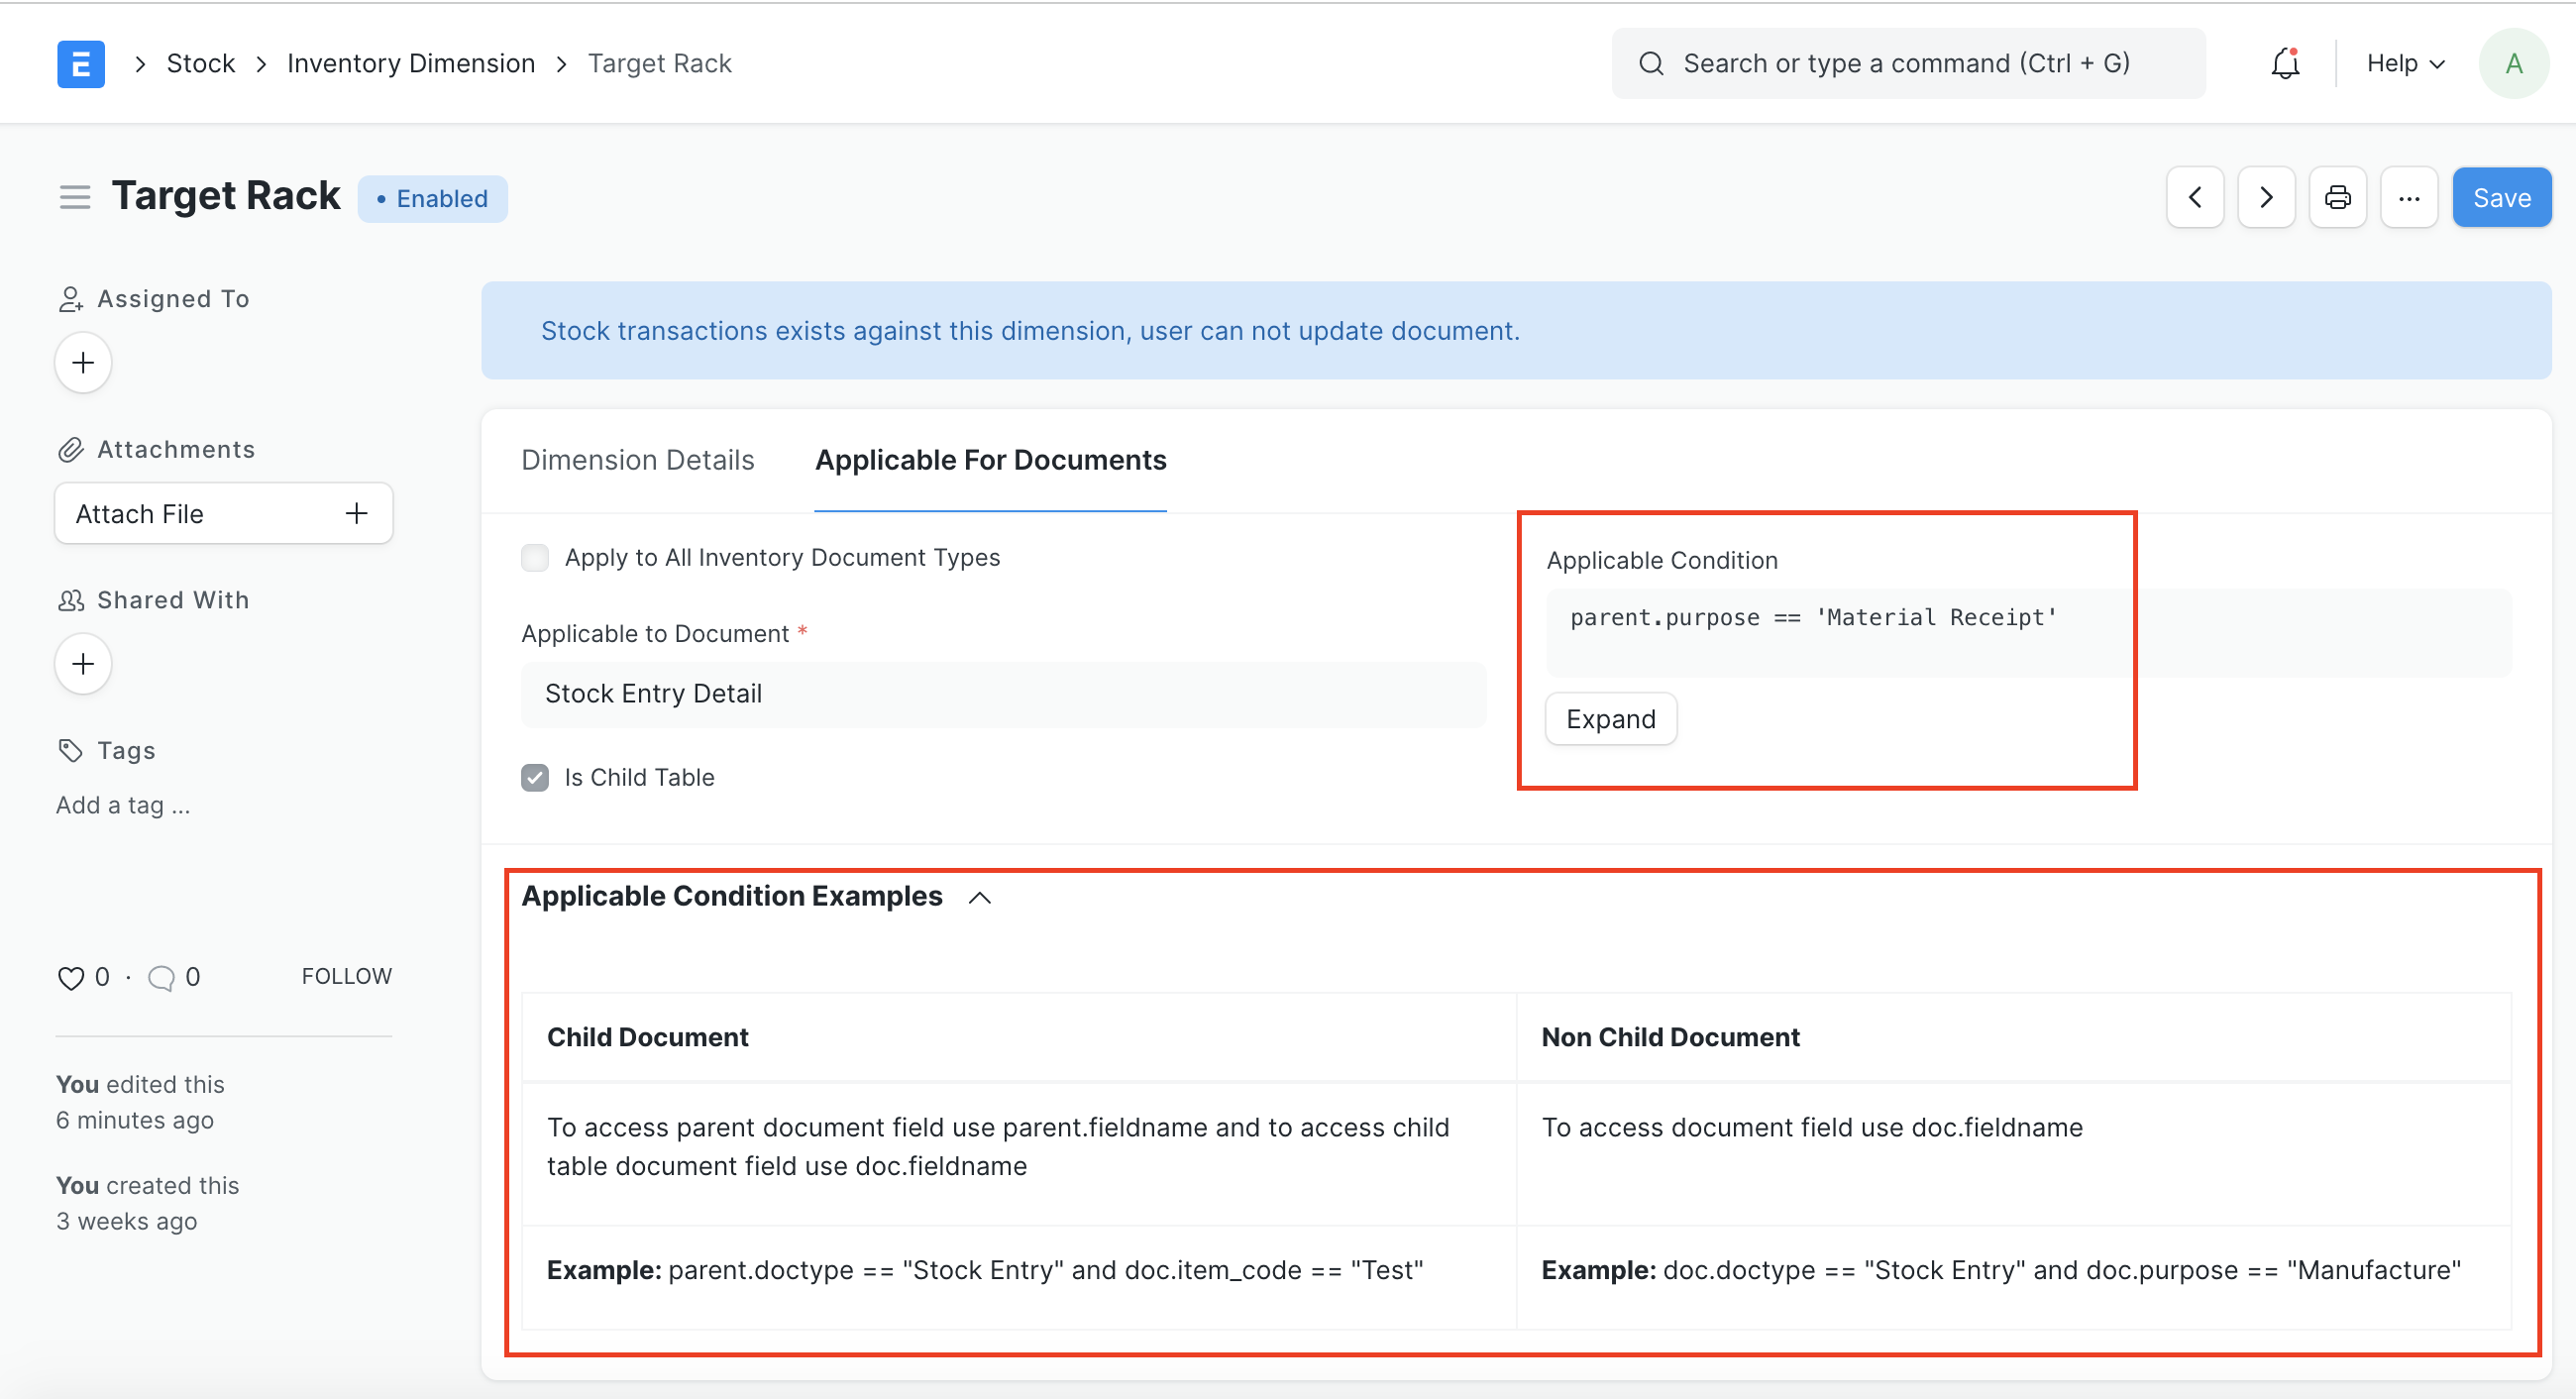 E > Stock > Inventory Dimension > Target Rack
Search or type a command (Ctrl + G)
Help
A
Target Rack
• Enabled
...
Save
Assigned To
+
Attachments
Attach File +
Shared With
+
Tags
Add a tag ...
0 · 0 FOLLOW
You edited this
6 minutes ago
You created this
3 weeks ago
Stock transactions exists against this dimension, user can not update document.
Dimension Details
Applicable For Documents
Apply to All Inventory Document Types
Applicable to Document *
Stock Entry Detail
Is Child Table
Applicable Condition
parent.purpose == 'Material Receipt'
Expand
Applicable Condition Examples
Child Document
Non Child Document
To access parent document field use parent.fieldname and to access child
table document field use doc.fieldname
To access document field use doc.fieldname
Example: parent.doctype == "Stock Entry" and doc.item_code == "Test"
Example: doc.doctype == "Stock Entry" and doc.purpose == "Manufacture"